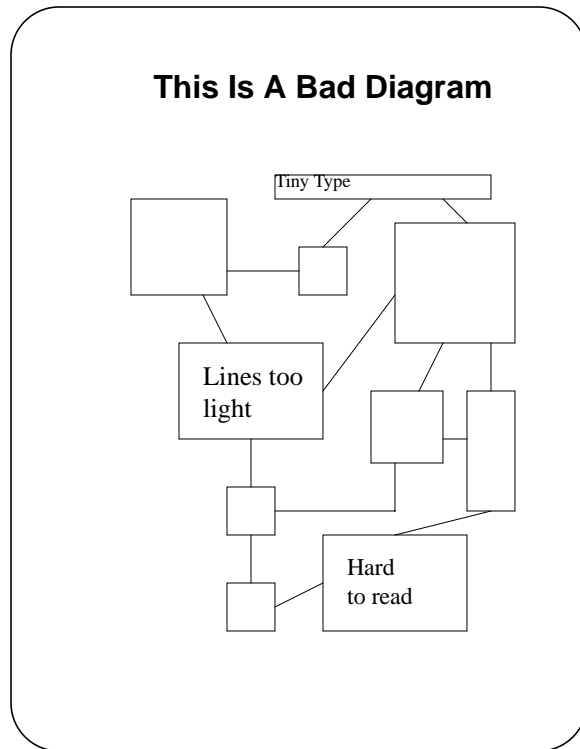 This Is A Bad Diagram
Tiny Type
Lines too
light
Hard
to read